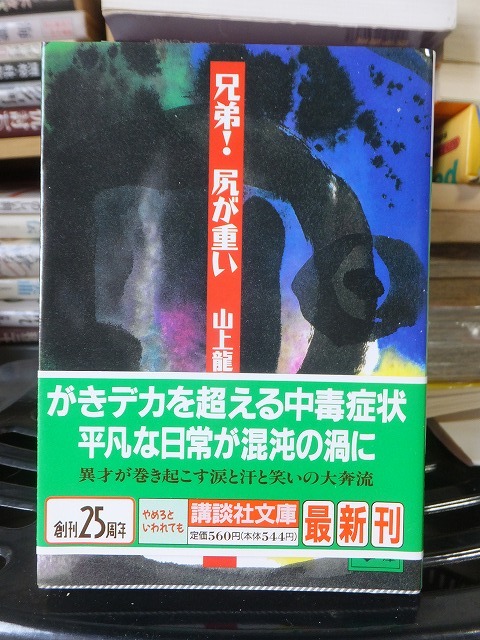 兄弟！尻が重い
山上龍
がきデカを超える中毒症状
平凡な日常が混沌の渦に
異才が巻き起こす涙と汗と笑いの大奔流
創刊25周年
やめろと
いわれても
講談社文庫
定価560円(本体544円)
最新刊